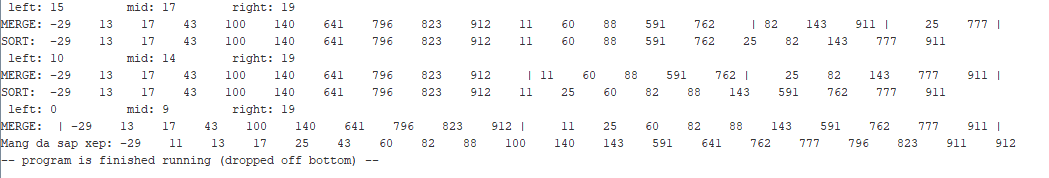 left: 15 mid: 17 right: 19
MERGE: -29 13 17 43 100 140 641 796 823 912 11 60 88 591 762 | 82 143 911 | 25 777 |
SORT: -29 13 17 43 100 140 641 796 823 912 11 60 88 591 762 25 82 143 777 911
left: 10 mid: 14 right: 19
MERGE: -29 13 17 43 100 140 641 796 823 912 | 11 60 88 591 762 | 25 82 143 777 911 |
SORT: -29 13 17 43 100 140 641 796 823 912 11 25 60 82 88 143 591 762 777 911
left: 0 mid: 9 right: 19
MERGE: | -29 13 17 43 100 140 641 796 823 912 | 11 25 60 82 88 143 591 762 777 911 |
Mang da sap xep: -29 11 13 17 25 43 60 82 88 100 140 143 591 641 762 777 796 823 911 912
-- program is finished running (dropped off bottom) --